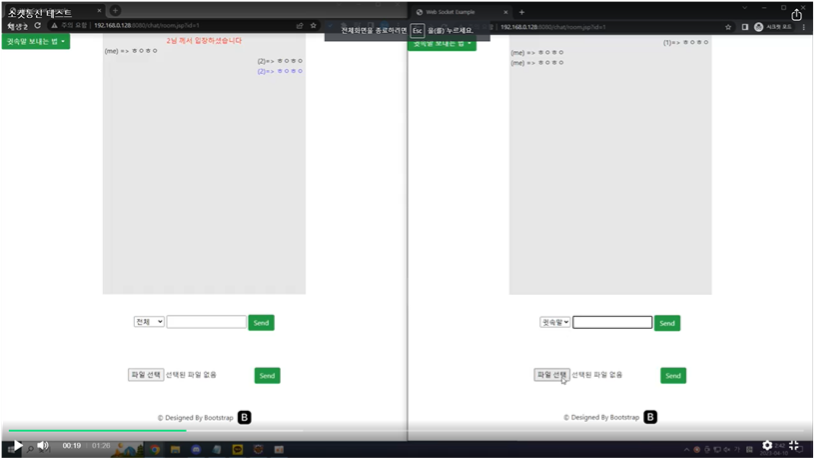 소켓통신 테스트
학생 2
주의 요함 | 192.168.0.128:8080/chat/room.jsp?id=1
전체화면을 종료하려면 Esc 을(를) 누르세요.
귓속말 보내는 법
2님 께서 입장하셨습니다
(me) => ㅎㅇㅎㅇ
(2)=> ㅎㅇㅎㅇ
(2)=> ㅎㅇㅎㅇ
전체
Send
파일 선택 선택된 파일 없음
Send
© Designed By Bootstrap B
Web Socket Example
192.168.0.128:8080/chat/room.jsp?id=1
시크릿 모드
귓속말 보내는 법
(1)=> ㅎㅇㅎㅇ
(me) => ㅎㅇㅎㅇ
(me) => ㅎㅇㅎㅇ
귓속말
Send
파일 선택 선택된 파일 없음
Send
© Designed By Bootstrap B
00:19 01:26